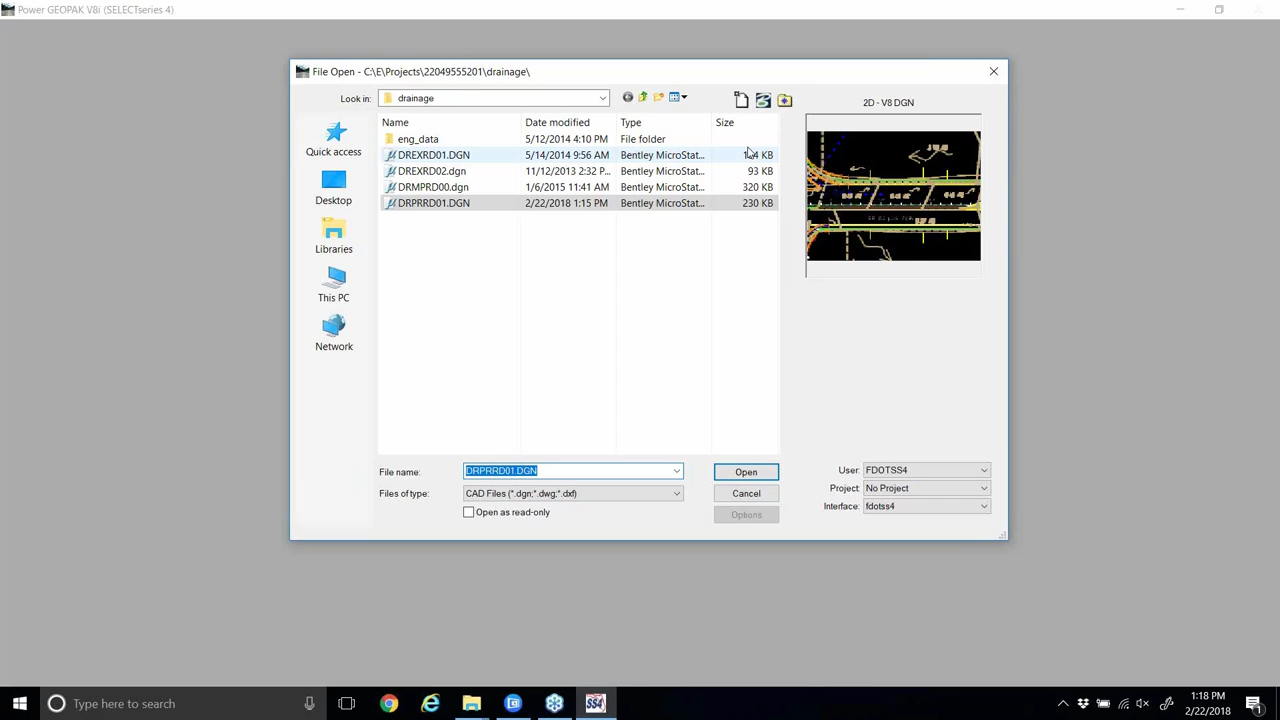 Power GEOPAK V8i (SELECTseries 4)
File Open - C:\E\Projects\22049555201\drainage\
Look in: drainage
2D - V8 DGN
Name Date modified Type Size
eng_data 5/12/2014 4:10 PM File folder
DREXRD01.DGN 5/14/2014 9:56 AM Bentley MicroStat... KB
DREXRD02.dgn 11/12/2013 2:32 P... Bentley MicroStat... 93 KB
DRMPRD00.dgn 1/6/2015 11:41 AM Bentley MicroStat... 320 KB
DRPRRD01.DGN 2/22/2018 1:15 PM Bentley MicroStat... 230 KB
Quick access
Desktop
Libraries
This PC
Network
File name: DRPRRD01.DGN Open
Files of type: CAD Files (*.dgn;*.dwg;*.dxf) Cancel
Open as read-only Options
User: FDOTSS4
Project: No Project
Interface: fdotss4
Type here to search
SS4
1:18 PM
2/22/2018
1